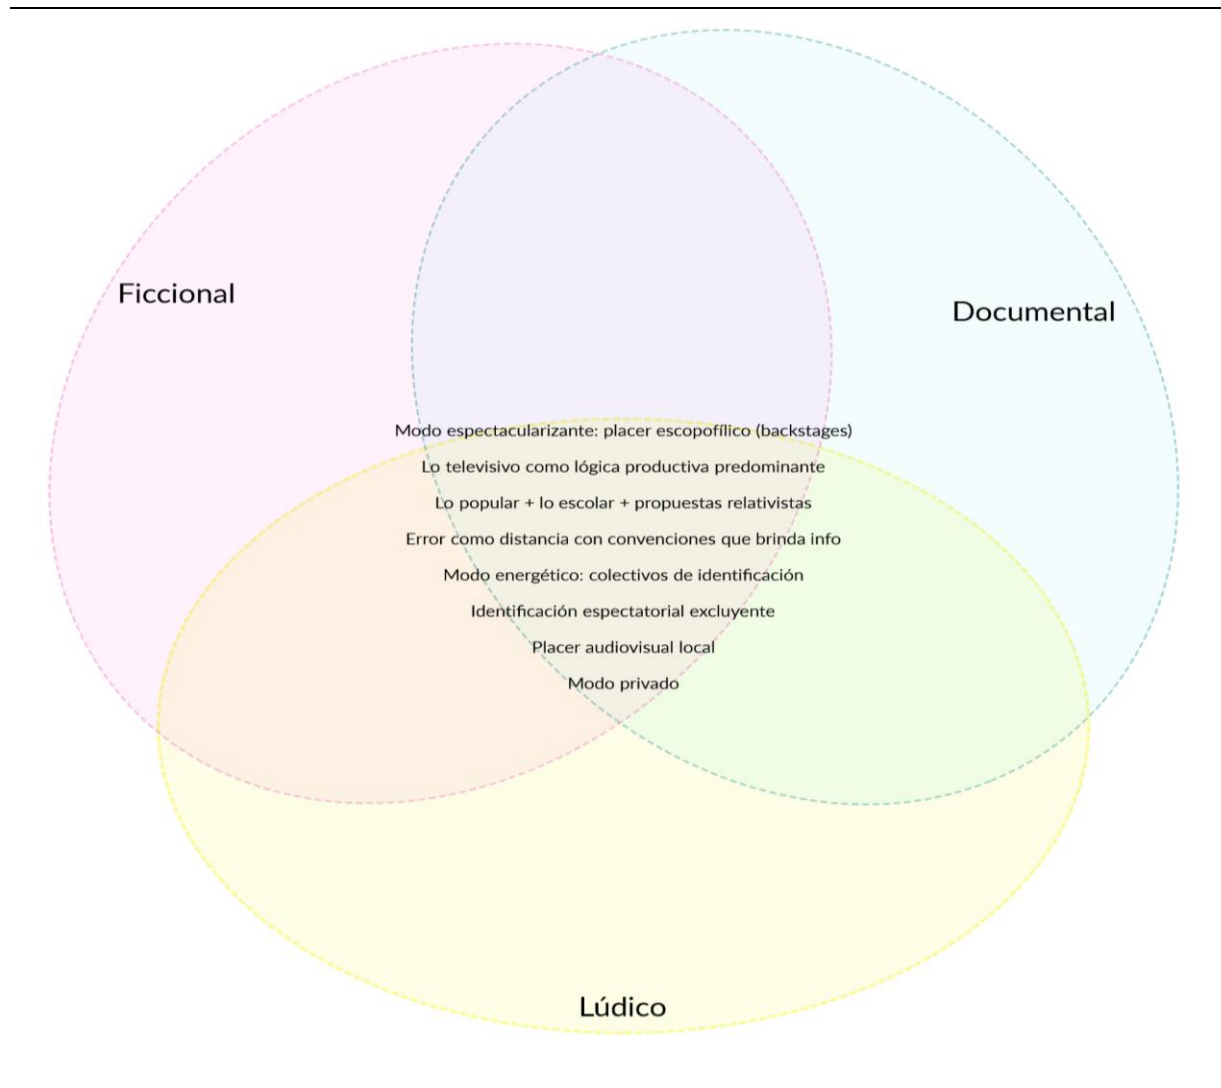 Ficcional
Documental
Modo espectacularizante: placer escopofílico (backstages)
Lo televisivo como lógica productiva predominante
Lo popular + lo escolar + propuestas relativistas
Error como distancia con convenciones que brinda info
Modo energético: colectivos de identificación
Identificación espectatorial excluyente
Placer audiovisual local
Modo privado
Lúdico